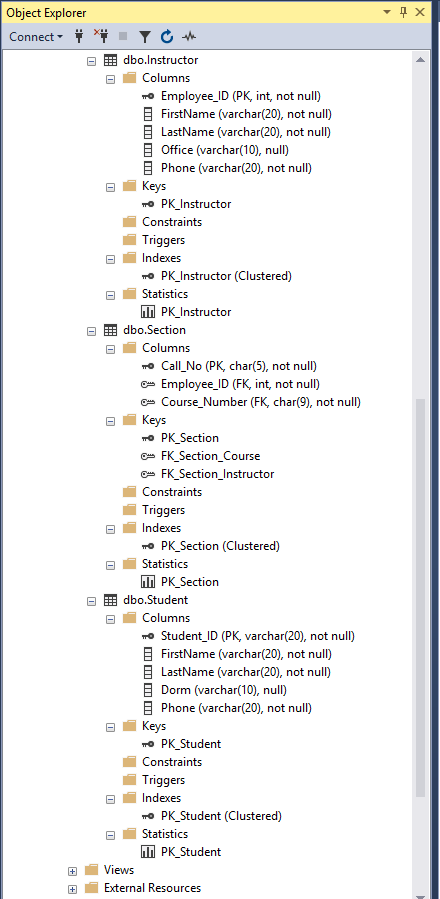 Object Explorer
Connect
dbo.Instructor
Columns
Employee_ID (PK, int, not null)
FirstName (varchar(20), not null)
LastName (varchar(20), not null)
Office (varchar(10), null)
Phone (varchar(20), not null)
Keys
PK_Instructor
Constraints
Triggers
Indexes
PK_Instructor (Clustered)
Statistics
PK_Instructor
dbo.Section
Columns
Call_No (PK, char(5), not null)
Employee_ID (FK, int, not null)
Course_Number (FK, char(9), not null)
Keys
PK_Section
FK_Section_Course
FK_Section_Instructor
Constraints
Triggers
Indexes
PK_Section (Clustered)
Statistics
PK_Section
dbo.Student
Columns
Student_ID (PK, varchar(20), not null)
FirstName (varchar(20), not null)
LastName (varchar(20), not null)
Dorm (varchar(10), null)
Phone (varchar(20), not null)
Keys
PK_Student
Constraints
Triggers
Indexes
PK_Student (Clustered)
Statistics
PK_Student
Views
External Resources